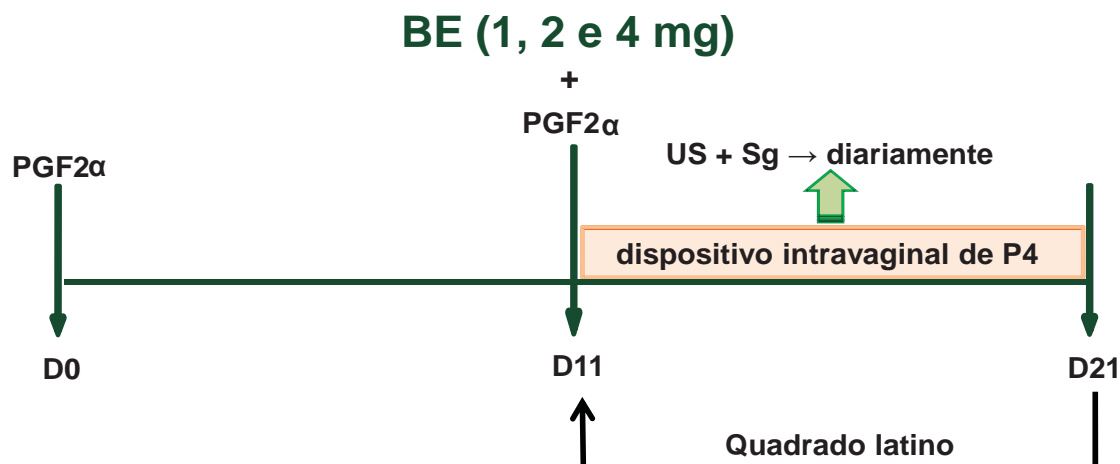 BE (1, 2 e 4 mg)
+
PGF2α
PGF2α
US + Sg → diariamente
dispositivo intravaginal de P4
D0
D11
D21
Quadrado latino